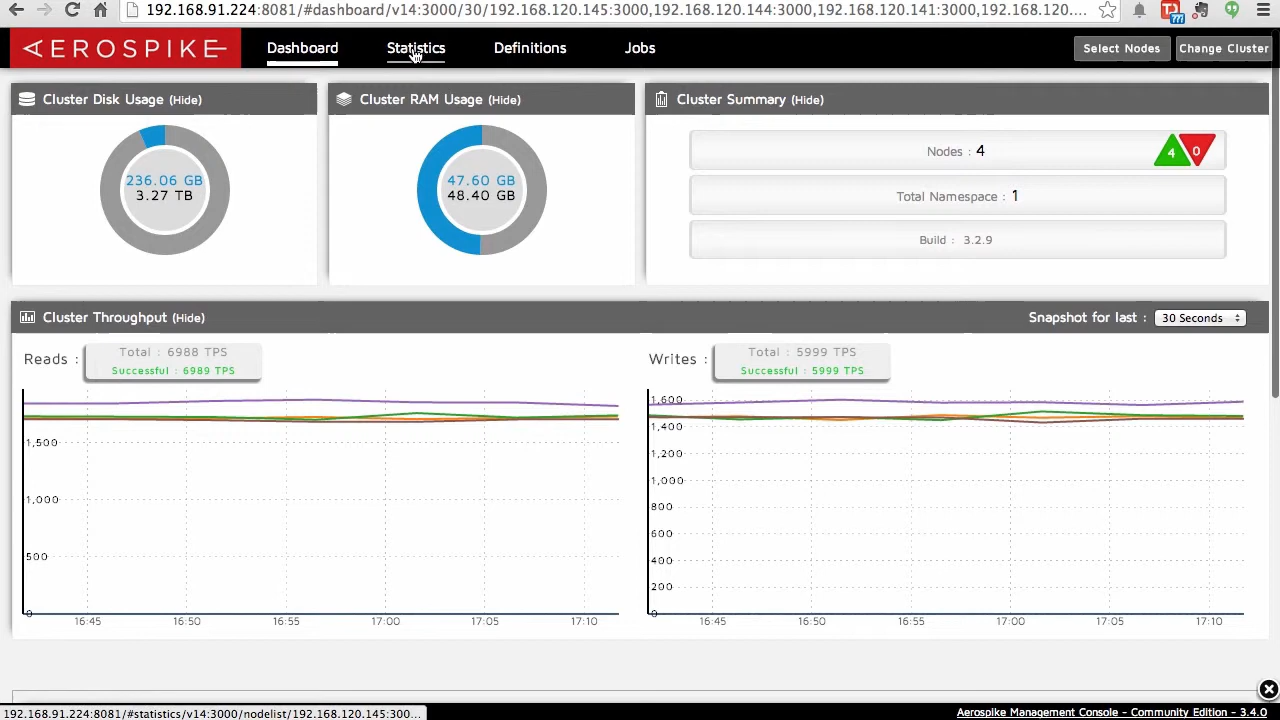 192.168.91.224:8081/#dashboard/v14:3000/30/192.168.120.145:3000,192.168.120.144:3000,192.168.120.141:3000,192.168.120....
AEROSPIKE
Dashboard
Statistics
Definitions
Jobs
Select Nodes
Change Cluster
Cluster Disk Usage (Hide)
236.06 GB
3.27 TB
Cluster RAM Usage (Hide)
47.60 GB
48.40 GB
Cluster Summary (Hide)
Nodes : 4
4
0
Total Namespace : 1
Build : 3.2.9
Cluster Throughput (Hide)
Snapshot for last :
30 Seconds
Reads :
Total : 6988 TPS
Successful : 6989 TPS
1,500
1,000
500
0
16:45
16:50
16:55
17:00
17:05
17:10
Writes :
Total : 5999 TPS
Successful : 5999 TPS
1,600
1,400
1,200
1,000
800
600
400
200
0
16:45
16:50
16:55
17:00
17:05
17:10
192.168.91.224:8081/#statistics/v14:3000/nodelist/192.168.120.145:300...
Aerospike Management Console - Community Edition - 3.4.0